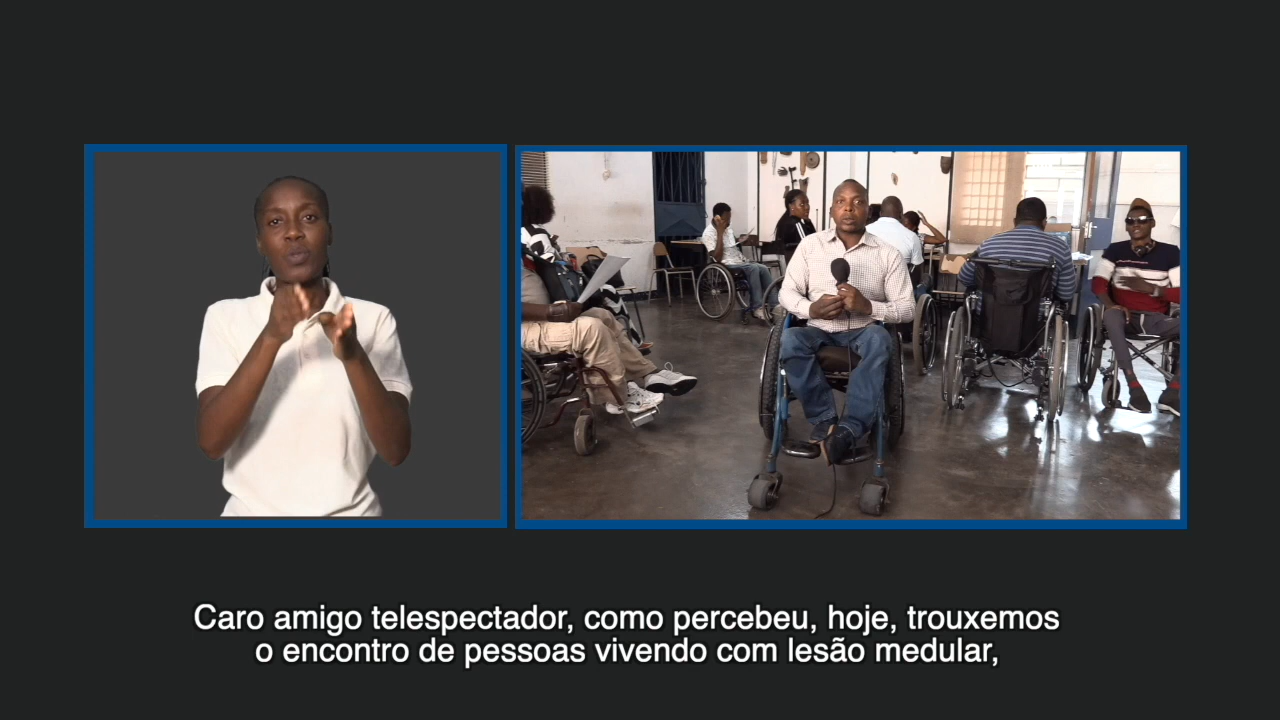 Caro amigo telespectador, como percebeu, hoje, trouxemos
o encontro de pessoas vivendo com lesão medular,